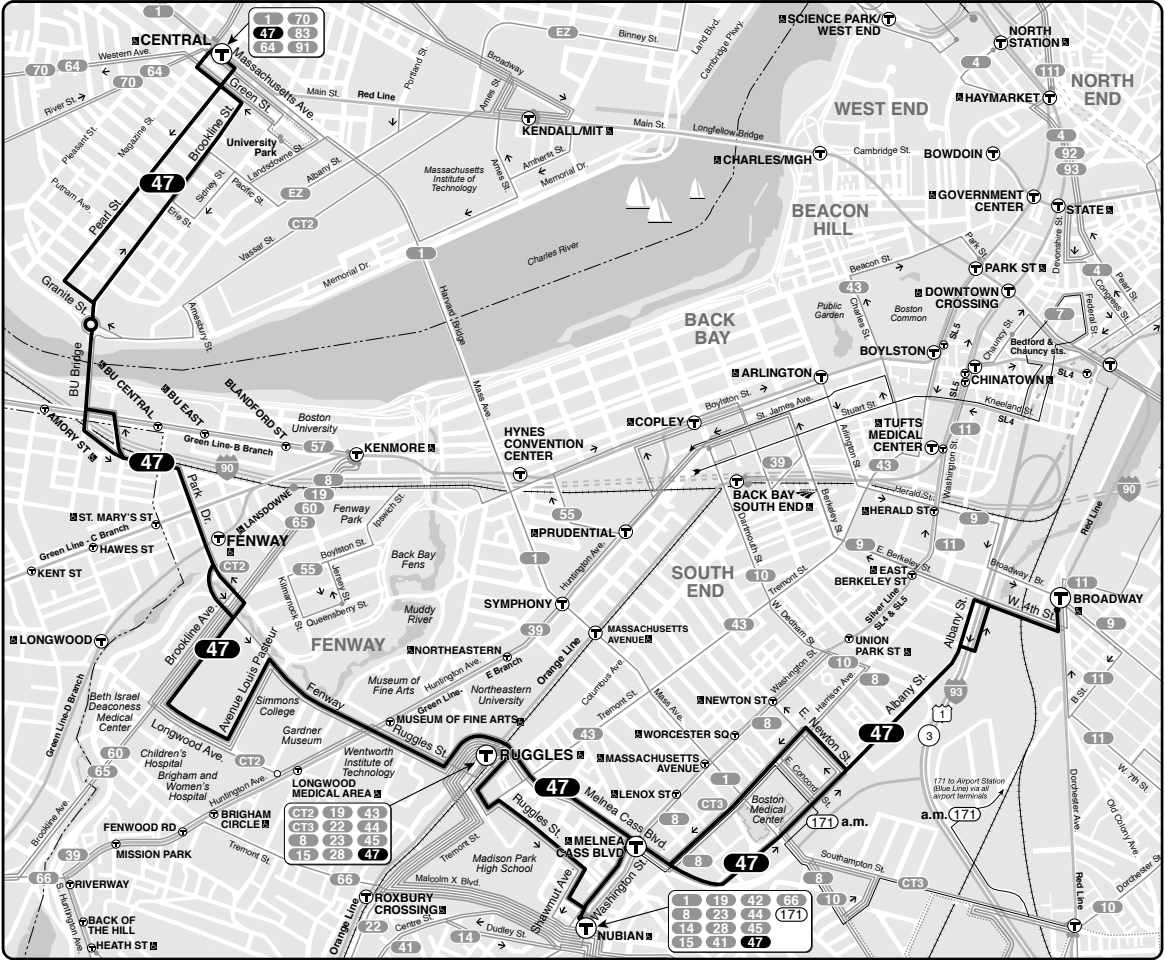 1
1 70
47 83
64 91
CENTRAL
Western Ave.
70 64
64
70
River St.
Massachusetts Ave.
Green St.
Main St.
Red Line
Portland St.
Broadway
EZ
Binney St.
Land Blvd.
Cambridge Pkwy.
SCIENCE PARK/
WEST END
NORTH
STATION
4
111
NORTH
END
HAYMARKET
WEST END
Ames St.
KENDALL/MIT
Main St.
Longfellow Bridge
CHARLES/MGH
Cambridge St.
BOWDOIN
4
92
93
Pleasant St.
Magazine St.
Brookline St.
University
Park
Landsdowne St.
Albany St.
Sidney St.
Pacific St.
EZ
Massachusetts
Institute of
Technology
Ames St.
Amherst St.
Memorial Dr.
GOVERNMENT
CENTER
STATE
Putnam Ave.
47
Pearl St.
Erie St.
CT2
Vassar St.
Memorial Dr.
1
Charles River
BEACON
HILL
Park St.
Devonshire St.
Beacon St.
PARK ST
4
Pearl St.
Congress St.
Federal St.
DOWNTOWN
CROSSING
43
Charles St.
Public
Garden
Boston
Common
7
Granite St.
Amesbury St.
Harvard Bridge
BACK
BAY
BOYLSTON
SL5
Chauncy St.
Bedford &
Chauncy sts.
SL4
BU Bridge
BU CENTRAL
BU EAST
BLANDFORD ST
Boston
University
Mass Ave
ARLINGTON
CHINATOWN
SL5
Kneeland St.
SL4
AMORY ST
Green Line-B Branch
57
KENMORE
HYNES
CONVENTION
CENTER
COPLEY
Boylston St.
St. James Ave.
Stuart St.
Arlington St.
TUFTS
MEDICAL
CENTER
11
Washington St.
47
90
8
19
60
65
39
43
BACK BAY
SOUTH END
Berkeley St.
Herald St.
HERALD ST
9
90
Red Line
Park Dr.
LANSDOWNE
Fenway
Park
Ipswich St.
55
ST. MARY'S ST
Green Line - C Branch
HAWES ST
KENT ST
FENWAY
CT2
Boylston St.
Back Bay
Fens
55
Jersey St.
Kilmarnock St.
Queensberry St.
Muddy
River
PRUDENTIAL
1
Huntington Ave.
Dartmouth St.
10
SOUTH
END
Tremont St.
9
E. Berkeley St.
EAST
BERKELEY ST
11
Broadway Br.
11
Silver Line
SL4 & SL5
SYMPHONY
39
MASSACHUSETTS
AVENUE
Orange Line
43
W. Dedham St.
UNION
PARK ST
Albany St.
W. 4th St.
BROADWAY
9
LONGWOOD
Brookline Ave.
47
Avenue Louis Pasteur
FENWAY
NORTHEASTERN
Huntington Ave.
Green Line- E Branch
Museum of
Fine Arts
Northeastern
University
Columbus Ave.
Tremont St.
Mass Ave.
Washington St.
10
Harrison Ave.
8
NEWTON ST
Albany St.
93
1
3
B St.
11
Green Line-D Branch
Beth Israel
Deaconess
Medical
Center
Simmons
College
Fenway
Gardner
Museum
MUSEUM OF FINE ARTS
Ruggles St.
43
WORCESTER SQ
8
E. Newton St.
47
11
Longwood Ave.
CT2
60
65
Children's
Hospital
Brigham and
Women's
Hospital
Huntington Ave.
Wentworth
Institute of
Technology
RUGGLES
MASSACHUSETTS
AVENUE
E. Concord St.
W. 7th St.
LONGWOOD
MEDICAL AREA
47
Melnea Cass Blvd.
LENOX ST
1
CT3
8
Boston
Medical
Center
171 to Airport Station
(Blue Line) via all
airport terminals
Dorchester Ave.
Old Colony Ave.
Brookline Ave.
CT2 19 43
CT3 22 44
8 23 45
15 28 47
BRIGHAM
CIRCLE
FENWOOD RD
MISSION PARK
39
Tremont St.
Ruggles St.
MELNEA
CASS BLVD
171 a.m.
a.m. 171
66
RIVERWAY
S. Huntington Ave.
66
Tremont St.
Madison Park
High School
Malcolm X Blvd.
Shawmut Ave.
Washington St.
8
47
Southampton St.
8
CT3
10
Red Line
Dorchester St.
10
ROXBURY
CROSSING
22
Orange Line
Centre St.
41
14
Dudley St.
NUBIAN
1 19 42 66
8 23 44 171
14 28 45
15 41 47
BACK OF
THE HILL
HEATH ST